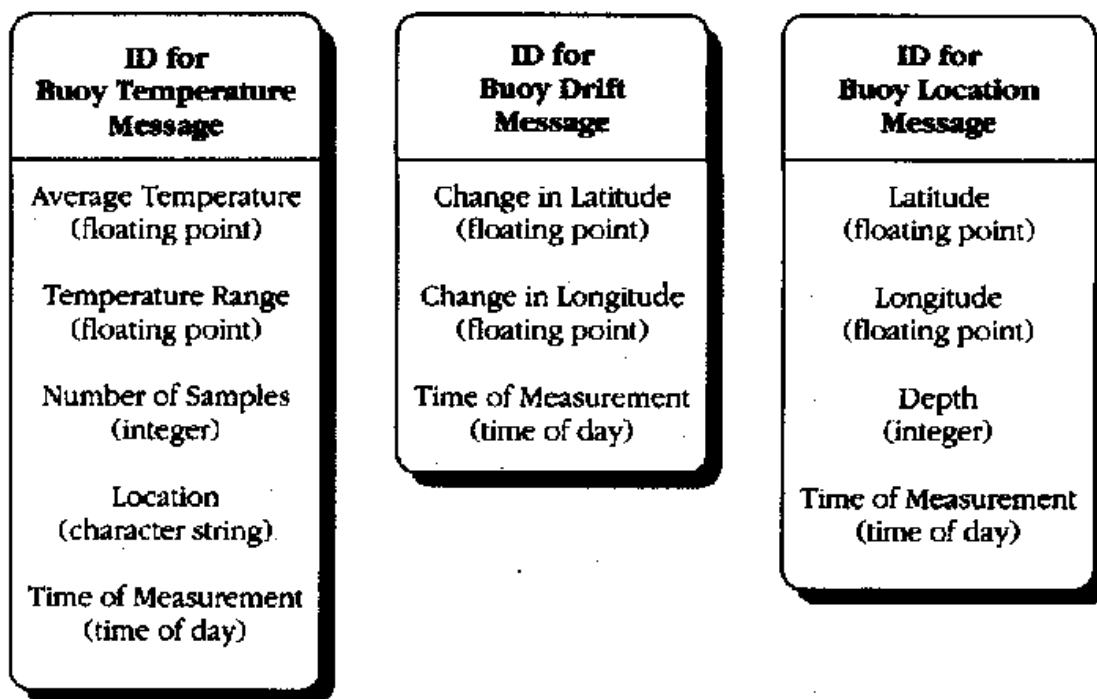 ID for
Buoy Temperature
Message
Average Temperature
(floating point)
Temperature Range
(floating point)
Number of Samples
(integer)
Location
(character string)
Time of Measurement
(time of day)
ID for
Buoy Drift
Message
Change in Latitude
(floating point)
Change in Longitude
(floating point)
Time of Measurement
(time of day)
ID for
Buoy Location
Message
Latitude
(floating point)
Longitude
(floating point)
Depth
(integer)
Time of Measurement
(time of day)